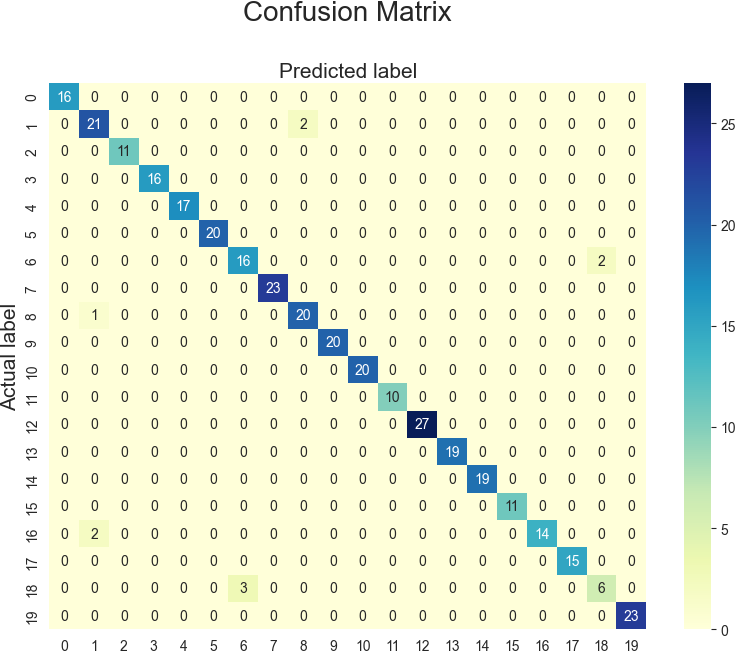 Confusion Matrix
Predicted label
Actual label
0 16 0 0 0 0 0 0 0 0 0 0 0 0 0 0 0 0 0 0 0
1 0 21 0 0 0 0 0 0 2 0 0 0 0 0 0 0 0 0 0 0
2 0 0 11 0 0 0 0 0 0 0 0 0 0 0 0 0 0 0 0 0
3 0 0 0 16 0 0 0 0 0 0 0 0 0 0 0 0 0 0 0 0
4 0 0 0 0 17 0 0 0 0 0 0 0 0 0 0 0 0 0 0 0
5 0 0 0 0 0 20 0 0 0 0 0 0 0 0 0 0 0 0 0 0
6 0 0 0 0 0 0 16 0 0 0 0 0 0 0 0 0 0 0 2 0
7 0 0 0 0 0 0 0 23 0 0 0 0 0 0 0 0 0 0 0 0
8 0 1 0 0 0 0 0 0 20 0 0 0 0 0 0 0 0 0 0 0
9 0 0 0 0 0 0 0 0 0 20 0 0 0 0 0 0 0 0 0 0
10 0 0 0 0 0 0 0 0 0 0 20 0 0 0 0 0 0 0 0 0
11 0 0 0 0 0 0 0 0 0 0 0 10 0 0 0 0 0 0 0 0
12 0 0 0 0 0 0 0 0 0 0 0 0 27 0 0 0 0 0 0 0
13 0 0 0 0 0 0 0 0 0 0 0 0 0 19 0 0 0 0 0 0
14 0 0 0 0 0 0 0 0 0 0 0 0 0 0 19 0 0 0 0 0
15 0 0 0 0 0 0 0 0 0 0 0 0 0 0 0 11 0 0 0 0
16 0 2 0 0 0 0 0 0 0 0 0 0 0 0 0 0 14 0 0 0
17 0 0 0 0 0 0 0 0 0 0 0 0 0 0 0 0 0 15 0 0
18 0 0 0 0 0 0 3 0 0 0 0 0 0 0 0 0 0 0 6 0
19 0 0 0 0 0 0 0 0 0 0 0 0 0 0 0 0 0 0 0 23
0 1 2 3 4 5 6 7 8 9 10 11 12 13 14 15 16 17 18 19
25
20
15
10
5
0